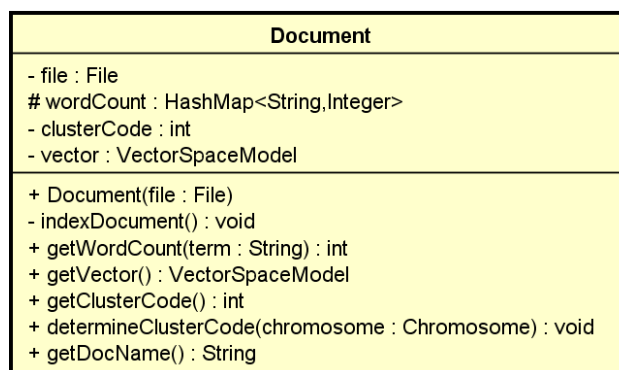 Document
- file : File
# wordCount : HashMap<String,Integer>
- clusterCode : int
- vector : VectorSpaceModel
+ Document(file : File)
- indexDocument() : void
+ getWordCount(term : String) : int
+ getVector() : VectorSpaceModel
+ getClusterCode() : int
+ determineClusterCode(chromosome : Chromosome) : void
+ getDocName() : String